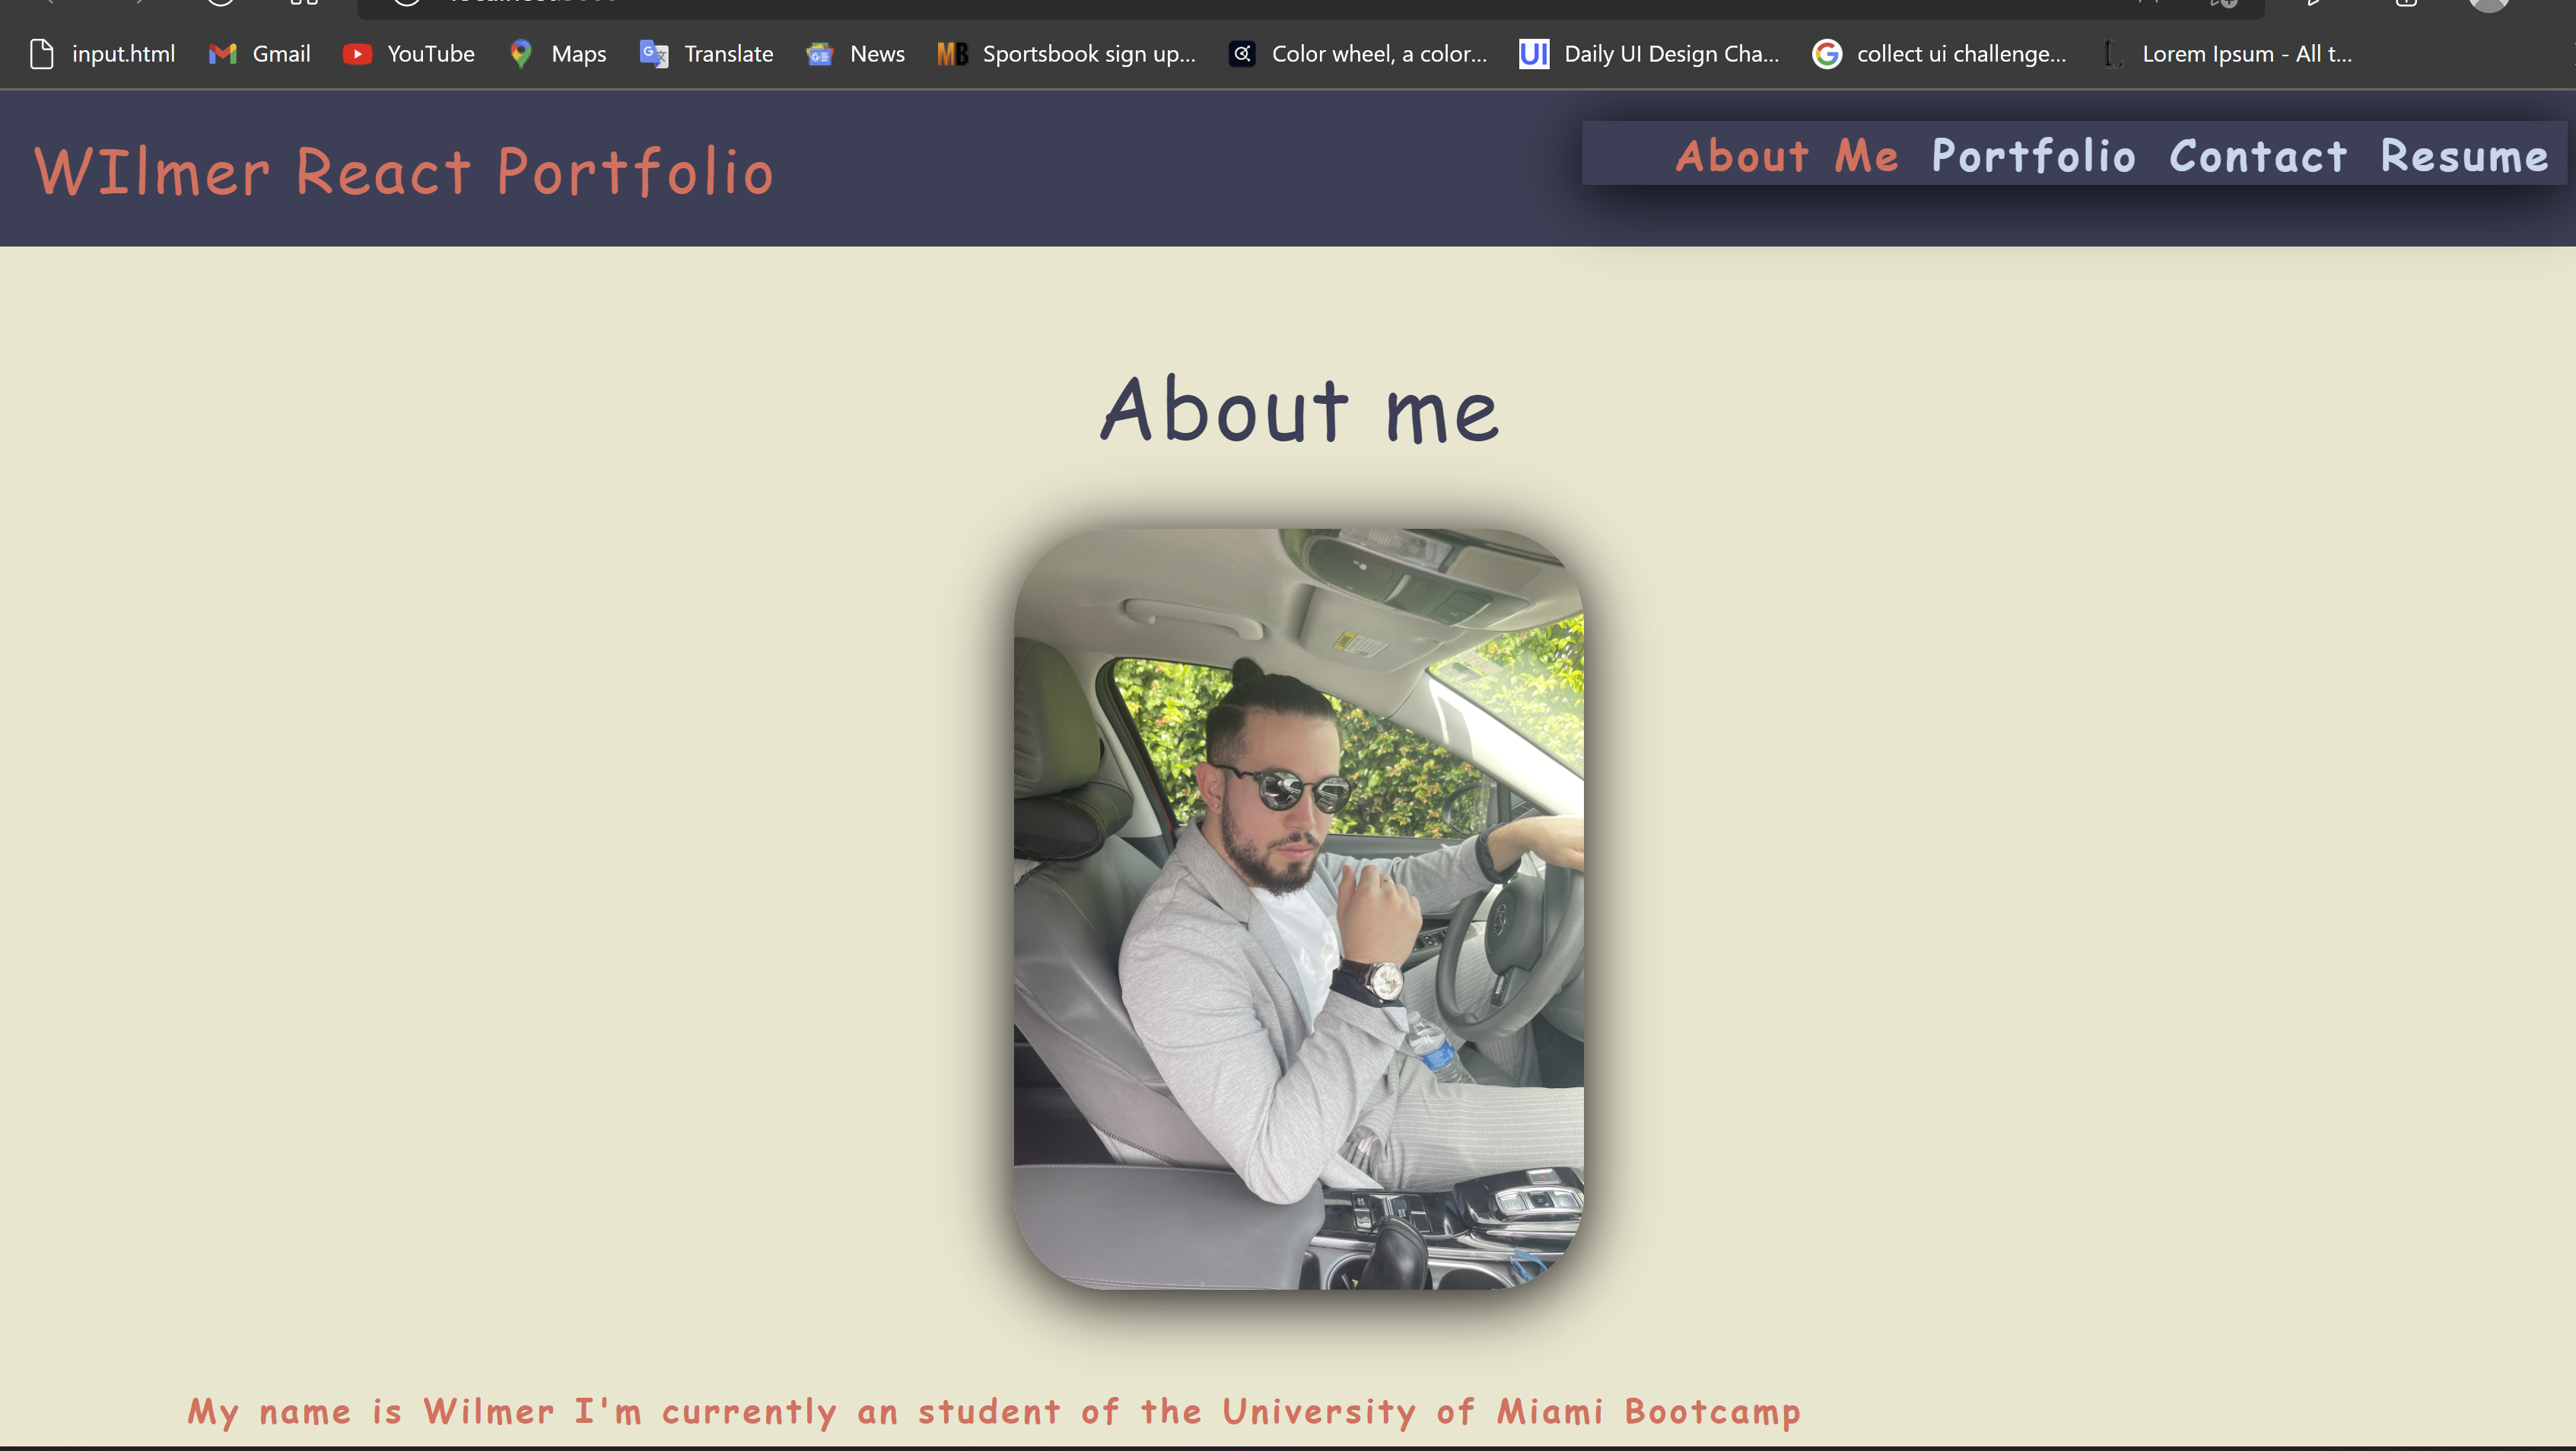 input.html Gmail YouTube Maps Translate News MB Sportsbook sign up... Color wheel, a color... UI Daily UI Design Cha... collect ui challenge... Lorem Ipsum - All t...
WIlmer React Portfolio
About Me Portfolio Contact Resume
About me
My name is Wilmer I'm currently an student of the University of Miami Bootcamp